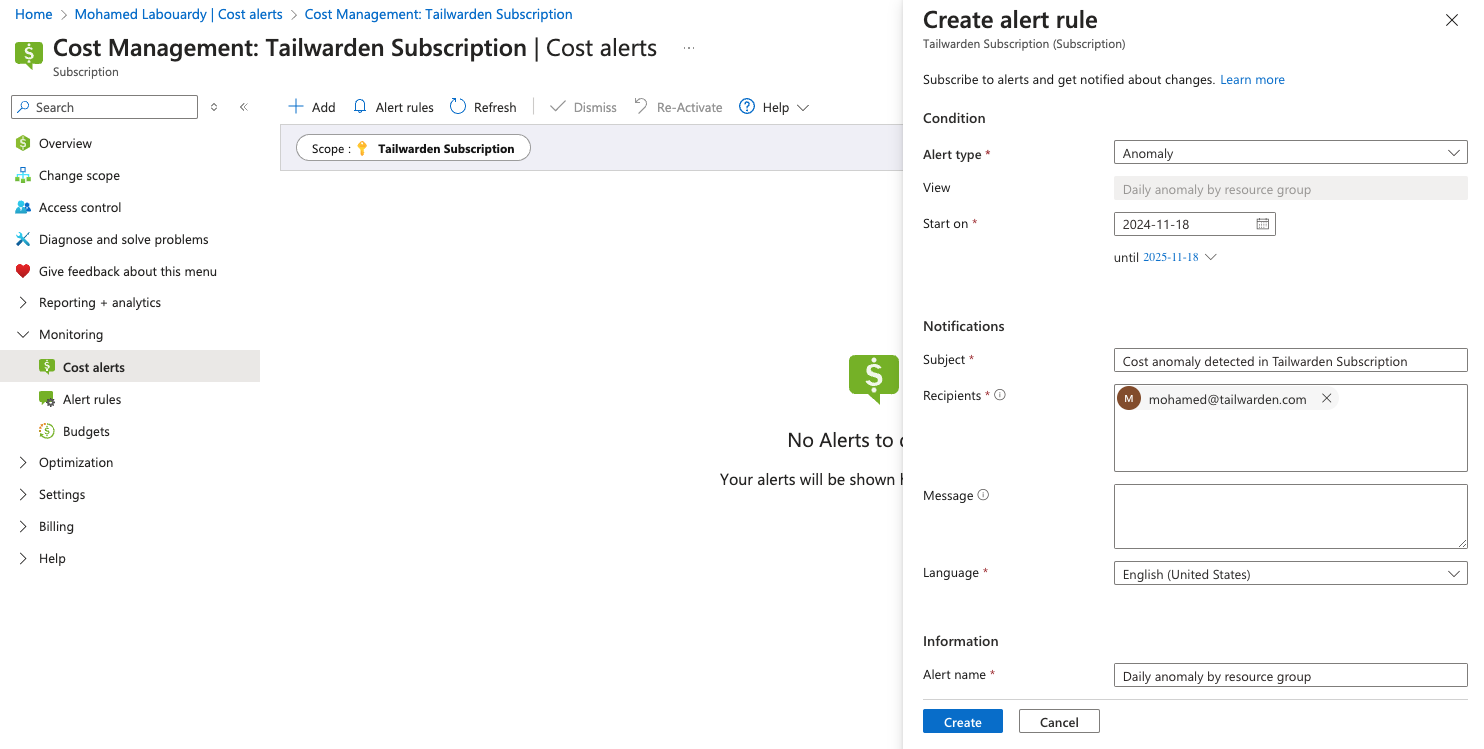 Home > Mohamed Labouardy | Cost alerts > Cost Management: Tailwarden Subscription
Cost Management: Tailwarden Subscription | Cost alerts ...
Subscription
Search
Overview
Change scope
Access control
Diagnose and solve problems
Give feedback about this menu
Reporting + analytics
Monitoring
Cost alerts
Alert rules
Budgets
Optimization
Settings
Billing
Help
Add Alert rules Refresh Dismiss Re-Activate Help
Scope : Tailwarden Subscription
No Alerts to
Your alerts will be shown
Create alert rule
Tailwarden Subscription (Subscription)
Subscribe to alerts and get notified about changes. Learn more
Condition
Alert type * Anomaly
View Daily anomaly by resource group
Start on * 2024-11-18
until 2025-11-18
Notifications
Subject * Cost anomaly detected in Tailwarden Subscription
Recipients * M mohamed@tailwarden.com
Message
Language * English (United States)
Information
Alert name * Daily anomaly by resource group
Create Cancel